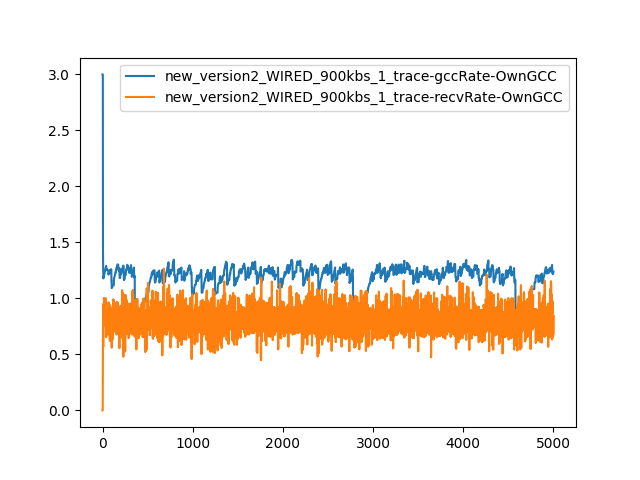 new_version2_WIRED_900kbs_1_trace-gccRate-OwnGCC
new_version2_WIRED_900kbs_1_trace-recvRate-OwnGCC
3.0
2.5
2.0
1.5
1.0
0.5
0.0
0 1000 2000 3000 4000 5000